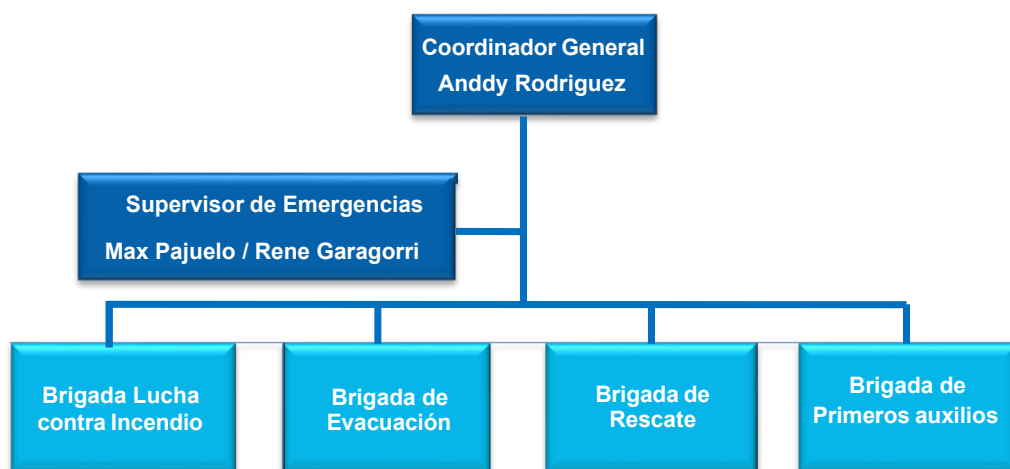 Coordinador General
Anddy Rodriguez
Supervisor de Emergencias
Max Pajuelo / Rene Garagorri
Brigada Lucha
contra Incendio
Brigada de
Evacuación
Brigada de
Rescate
Brigada de
Primeros auxilios